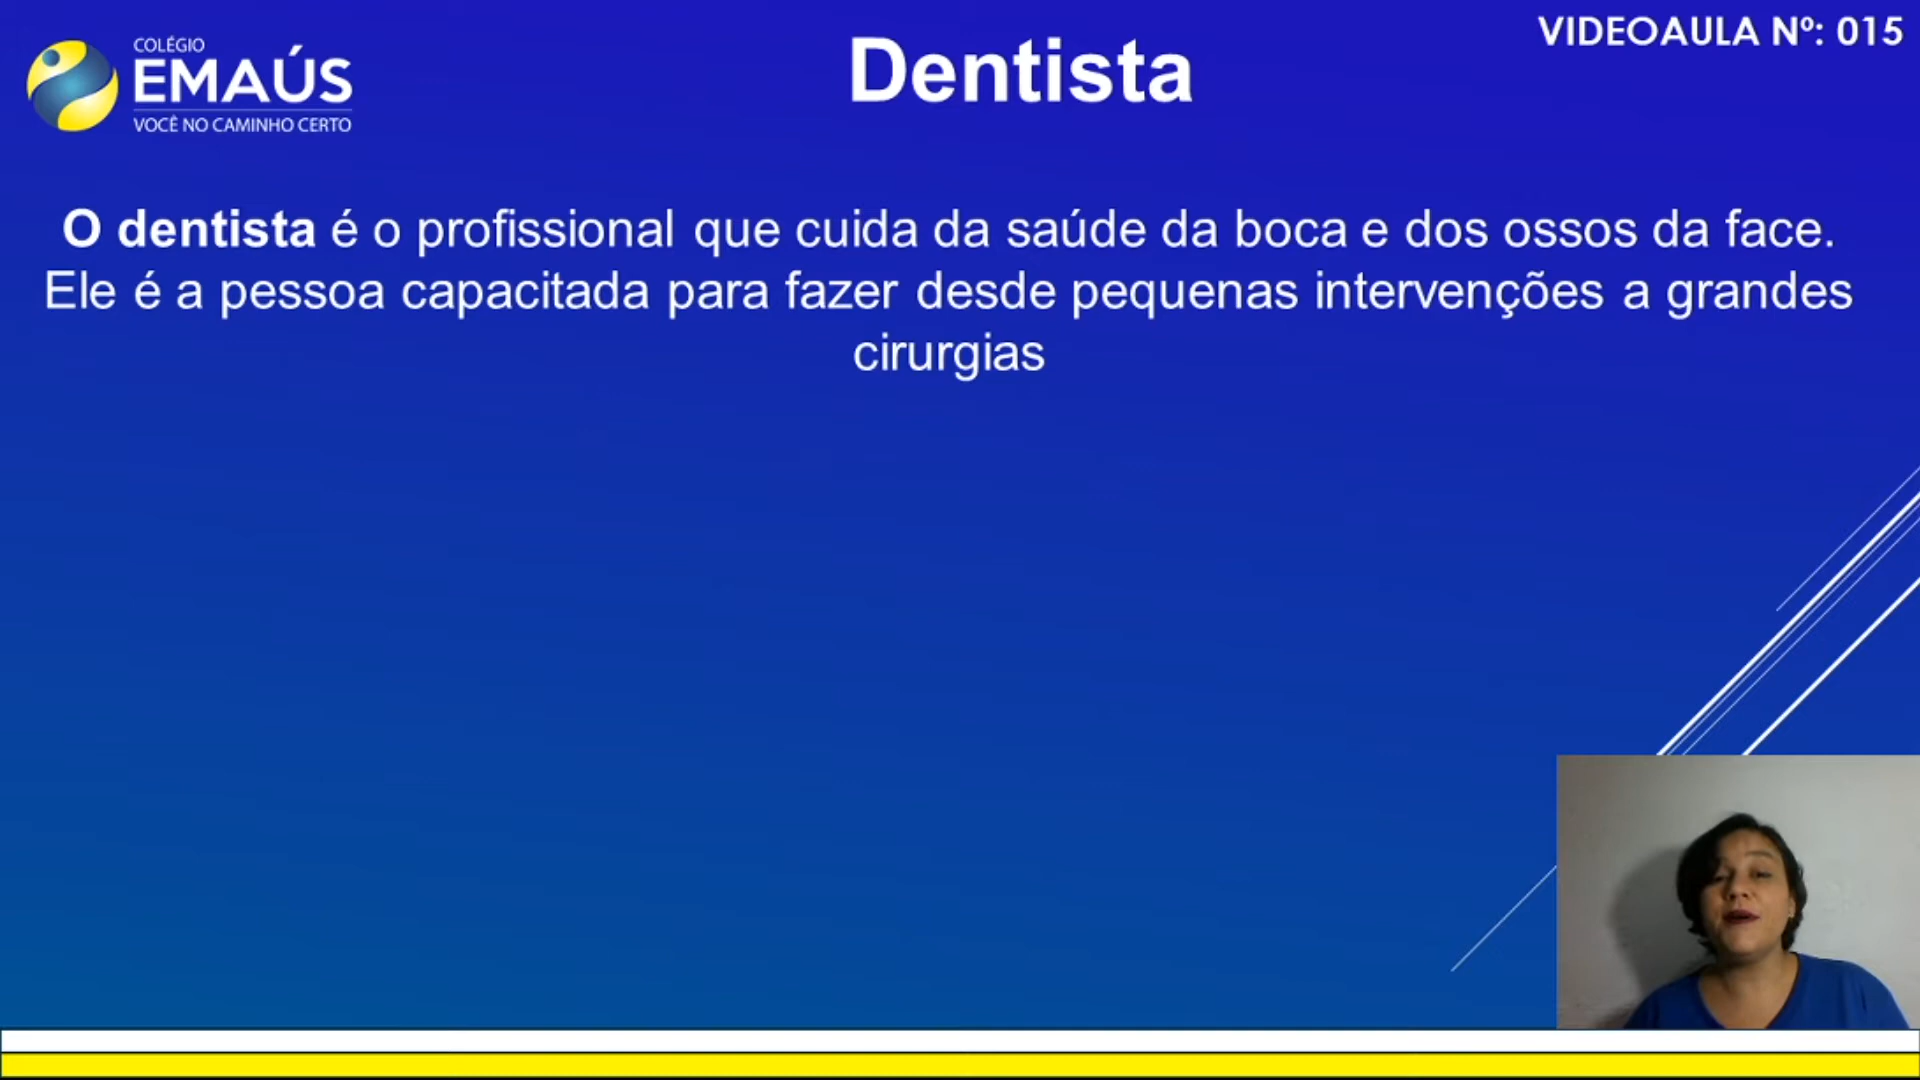 COLÉGIO
EMAÚS
VOCÊ NO CAMINHO CERTO
Dentista
VIDEOAULA Nº: 015
O dentista é o profissional que cuida da saúde da boca e dos ossos da face.
Ele é a pessoa capacitada para fazer desde pequenas intervenções a grandes
cirurgias